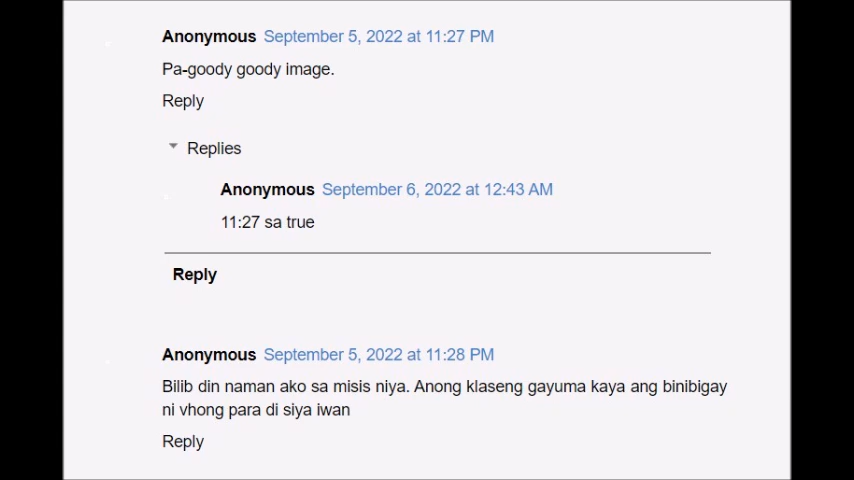 Anonymous September 5, 2022 at 11:27 PM
Pa-goody goody image.
Reply
Replies
Anonymous September 6, 2022 at 12:43 AM
11:27 sa true
Reply
Anonymous September 5, 2022 at 11:28 PM
Bilib din naman ako sa misis niya. Anong klaseng gayuma kaya ang binibigay
ni vhong para di siya iwan
Reply